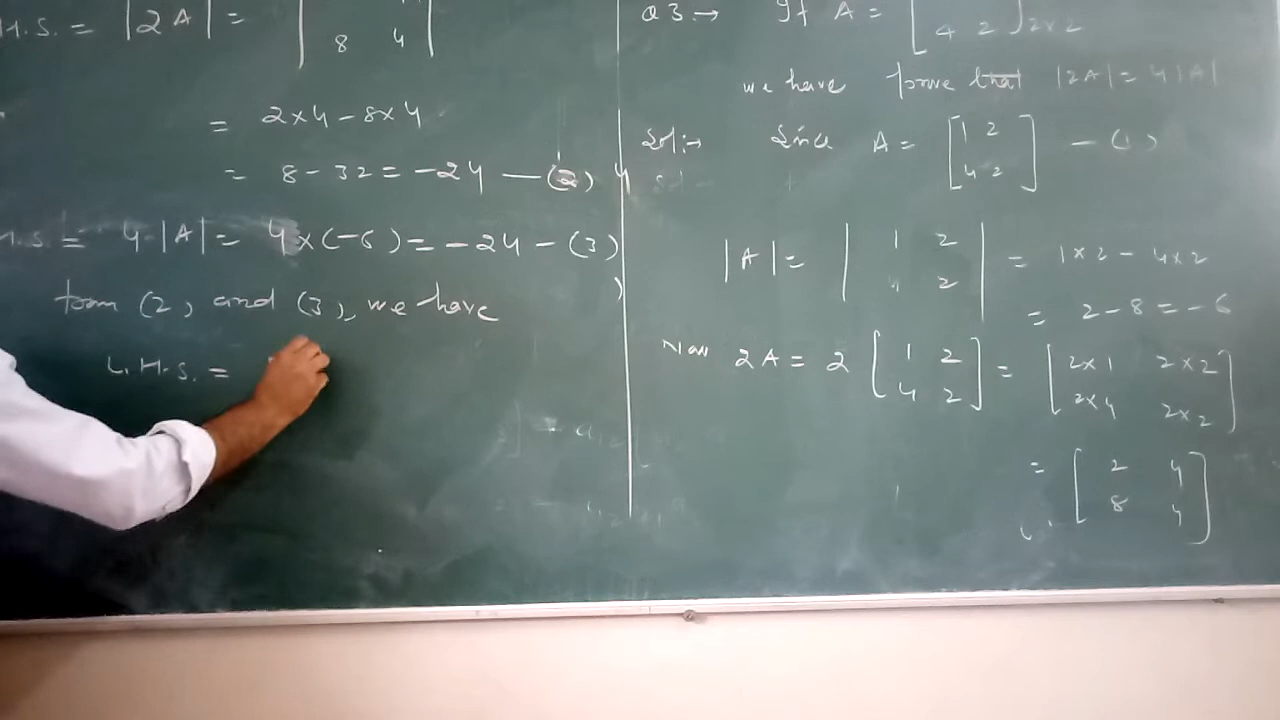 H.S. = |2A| =
8 4
= 2×4 - 8×4
= 8 - 32 = -24 —(2)
H.S. = 4|A| = 4×(-6) = -24 - (3)
from (2) and (3), we have
L.H.S. =
Q3.→ If A = [
4 2 ]2×2
we have prove that |2A| = 4|A|
Sol:→ Since A = [1 2
4 2] — (1)
|A| = | 1 2
2 | = 1×2 - 4×2
= 2 - 8 = -6
Now 2A = 2 [1 2
4 2] = [2×1 2×2
2×4 2×2]
= [2 4
8 4]